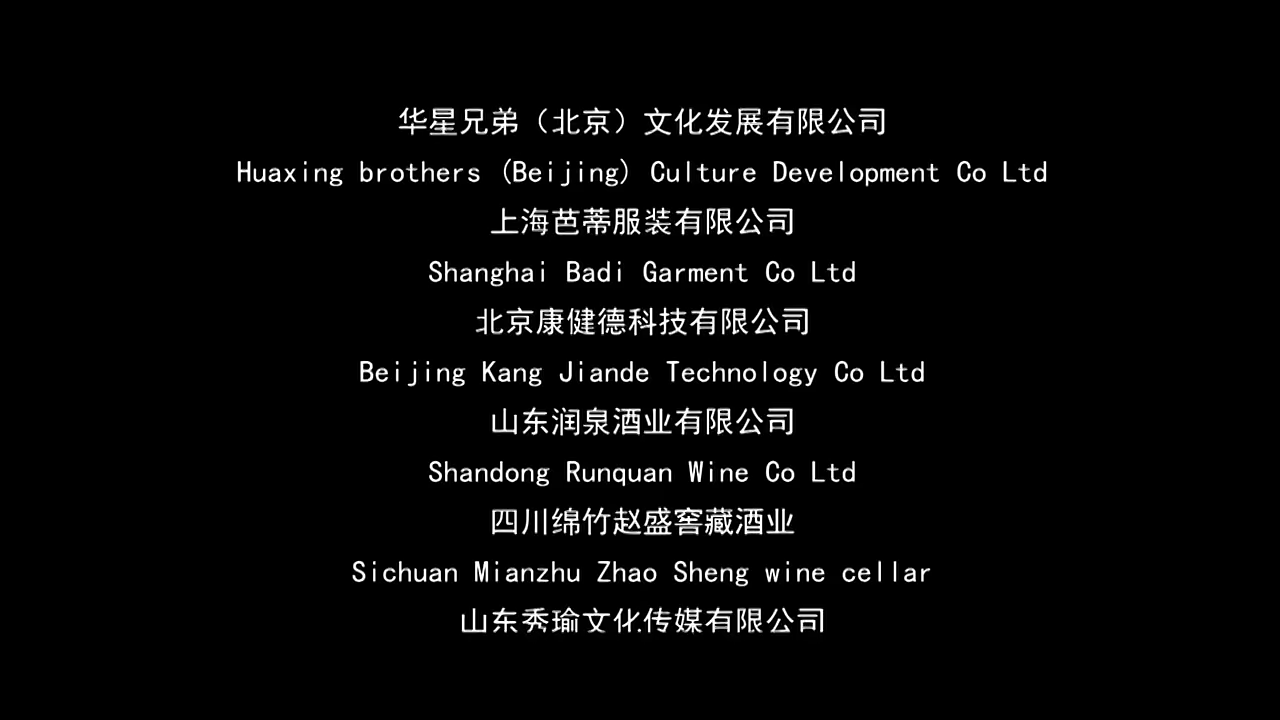 华星兄弟（北京）文化发展有限公司
Huaxing brothers (Beijing) Culture Development Co Ltd
上海芭蒂服装有限公司
Shanghai Badi Garment Co Ltd
北京康健德科技有限公司
Beijing Kang Jiande Technology Co Ltd
山东润泉酒业有限公司
Shandong Runquan Wine Co Ltd
四川绵竹赵盛窖藏酒业
Sichuan Mianzhu Zhao Sheng wine cellar
山东秀瑜文化传媒有限公司